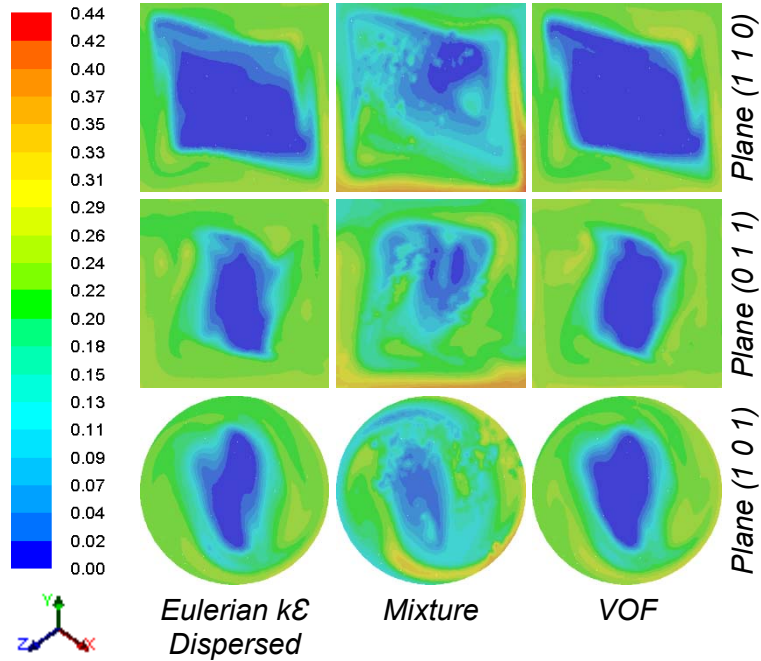 0.44
0.42
0.40
0.37
0.35
0.33
0.31
0.29
0.26
0.24
0.22
0.20
0.18
0.15
0.13
0.11
0.09
0.07
0.04
0.02
0.00
Plane (1 1 0)
Plane (0 1 1)
Plane (1 0 1)
Y
Z
X
Eulerian kƐ
Dispersed
Mixture
VOF